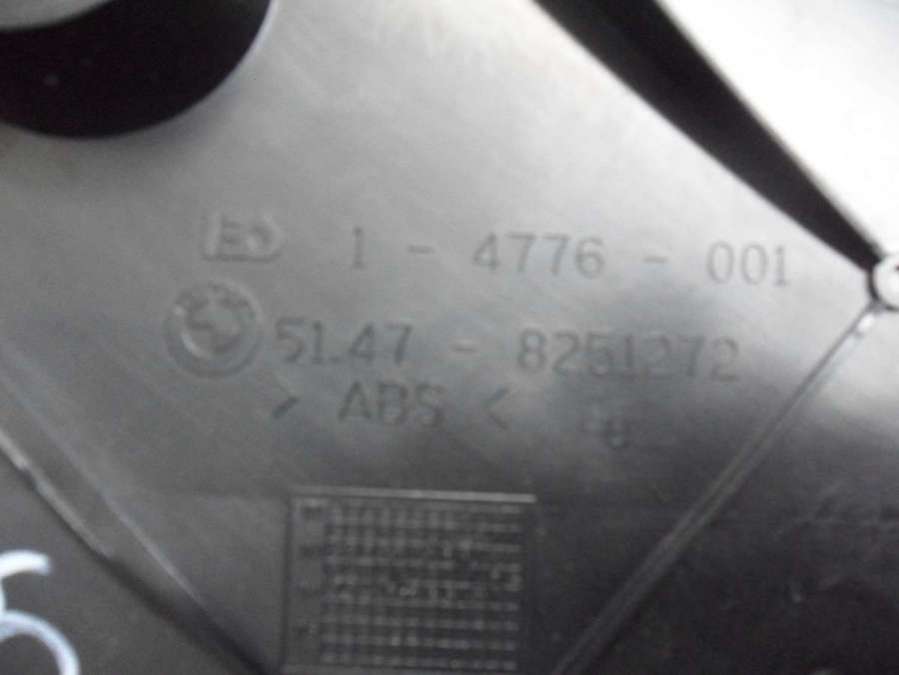 1 - 4776 - 001
51.47 - 8251272
> ABS <